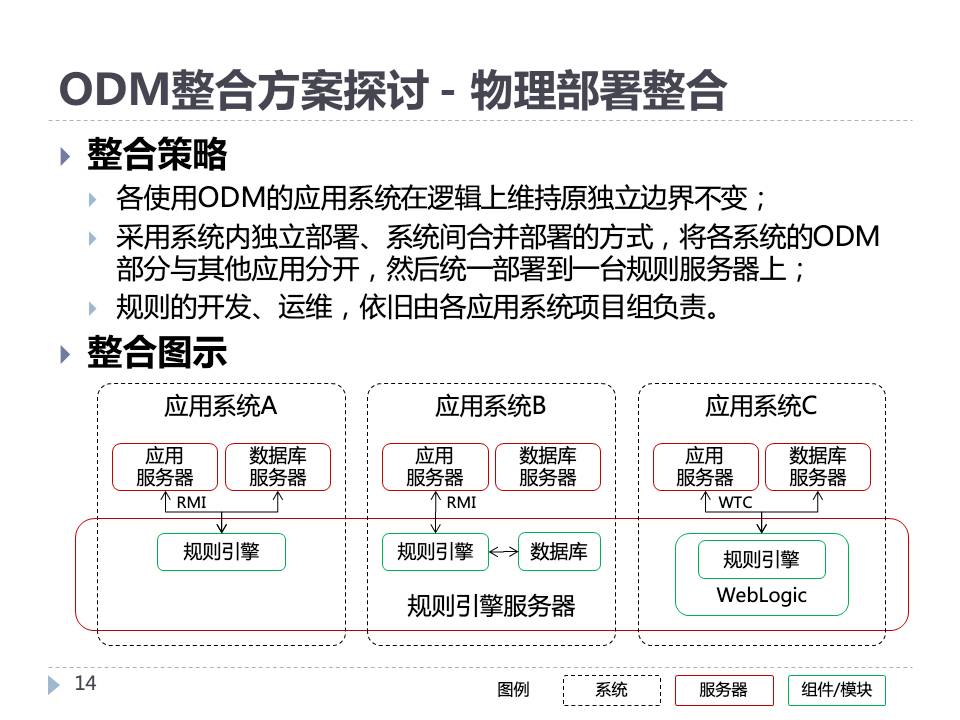 ODM整合方案探讨 - 物理部署整合
整合策略
各使用ODM的应用系统在逻辑上维持原独立边界不变；
采用系统内独立部署、系统间合并部署的方式，将各系统的ODM
部分与其他应用分开，然后统一部署到一台规则服务器上；
规则的开发、运维，依旧由各应用系统项目组负责。
整合图示
应用系统A
应用
服务器
数据库
服务器
RMI
规则引擎
应用系统B
应用
服务器
数据库
服务器
RMI
规则引擎
数据库
规则引擎服务器
应用系统C
应用
服务器
数据库
服务器
WTC
规则引擎
WebLogic
14
图例
系统
服务器
组件/模块